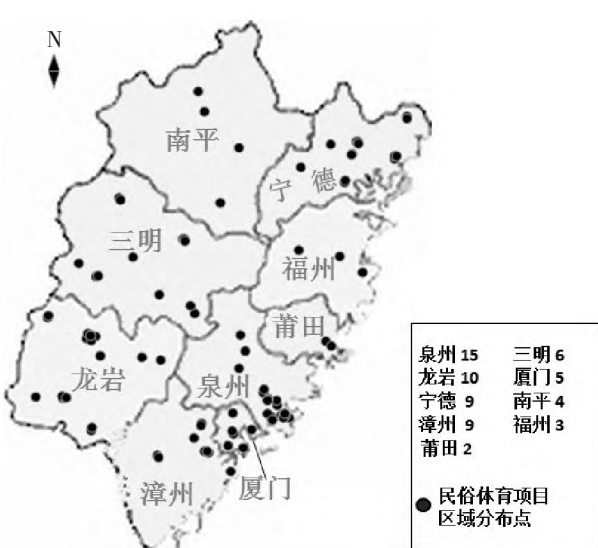 N
南平
宁德
三明
福州
莆田
龙岩
泉州
厦门
漳州
泉州 15 三明 6
龙岩 10 厦门 5
宁德 9 南平 4
漳州 9 福州 3
莆田 2
民俗体育项目
区域分布点